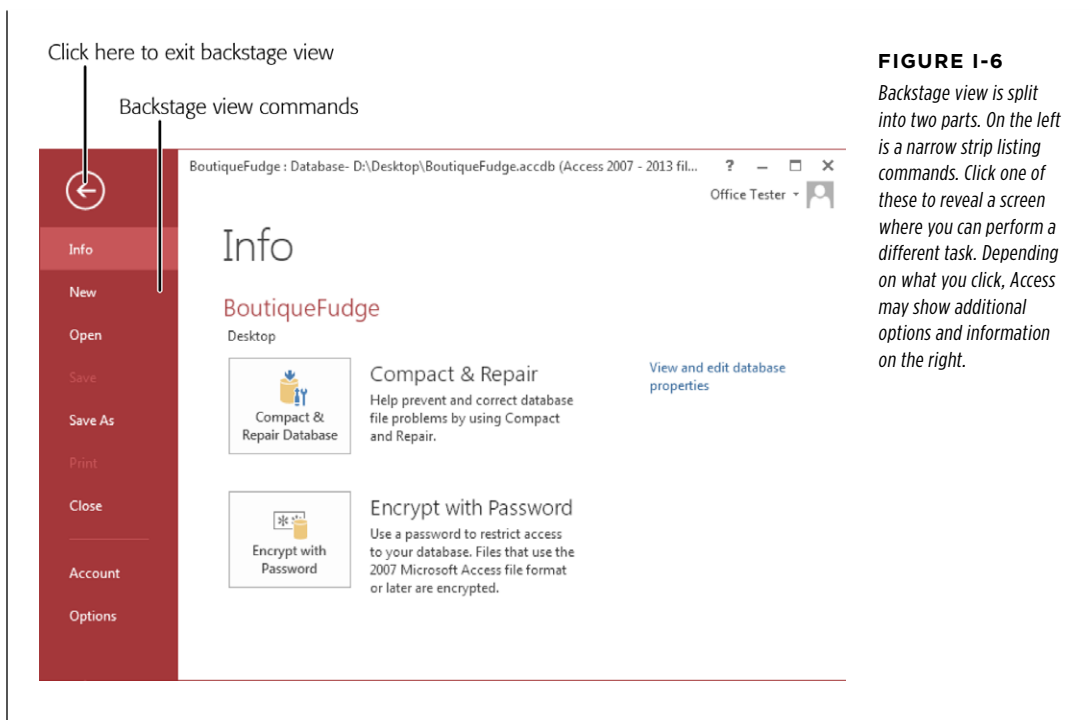 Click here to exit backstage view
Backstage view commands
BoutiqueFudge : Database- D:\Desktop\BoutiqueFudge.accdb (Access 2007 - 2013 fil...
?
Office Tester
Info
New
Open
Save
Save As
Print
Close
Account
Options
Info
BoutiqueFudge
Desktop
Compact &
Repair Database
Compact & Repair
Help prevent and correct database
file problems by using Compact
and Repair.
View and edit database
properties
Encrypt with
Password
Encrypt with Password
Use a password to restrict access
to your database. Files that use the
2007 Microsoft Access file format
or later are encrypted.
FIGURE I-6
Backstage view is split
into two parts. On the left
is a narrow strip listing
commands. Click one of
these to reveal a screen
where you can perform a
different task. Depending
on what you click, Access
may show additional
options and information
on the right.